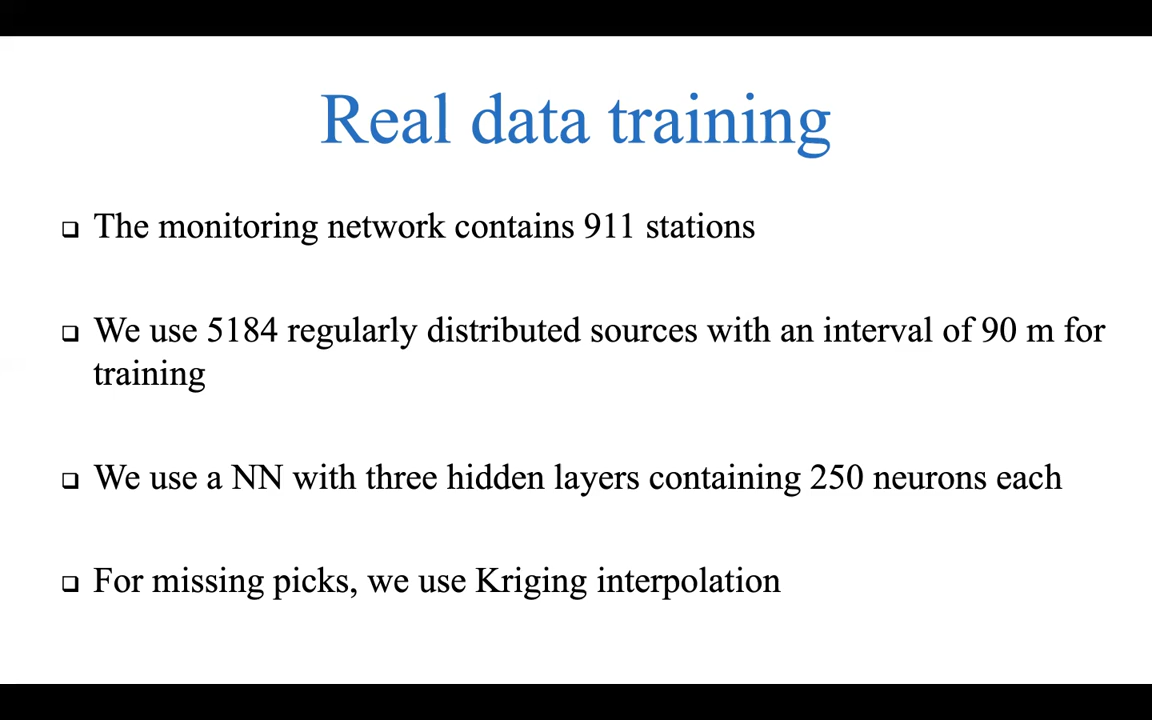 Real data training
The monitoring network contains 911 stations
We use 5184 regularly distributed sources with an interval of 90 m for
training
We use a NN with three hidden layers containing 250 neurons each
For missing picks, we use Kriging interpolation